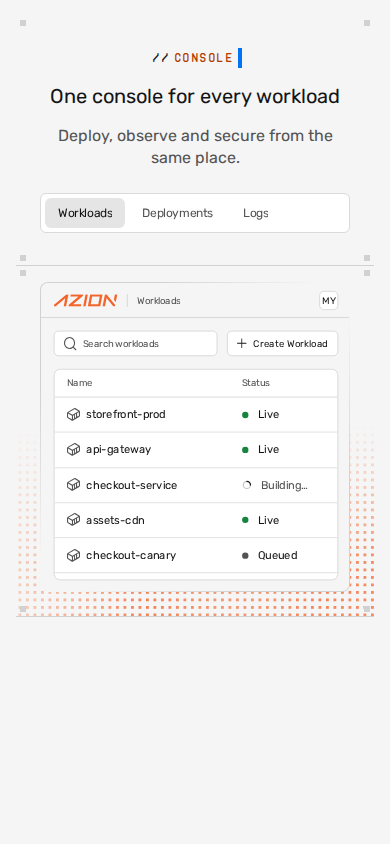 CONSOLE
One console for every workload
Deploy, observe and secure from the
same place.
Workloads Deployments Logs
AZION Workloads MY
Search workloads Create Workload
Name Status
storefront-prod Live
api-gateway Live
checkout-service Building...
assets-cdn Live
checkout-canary Queued